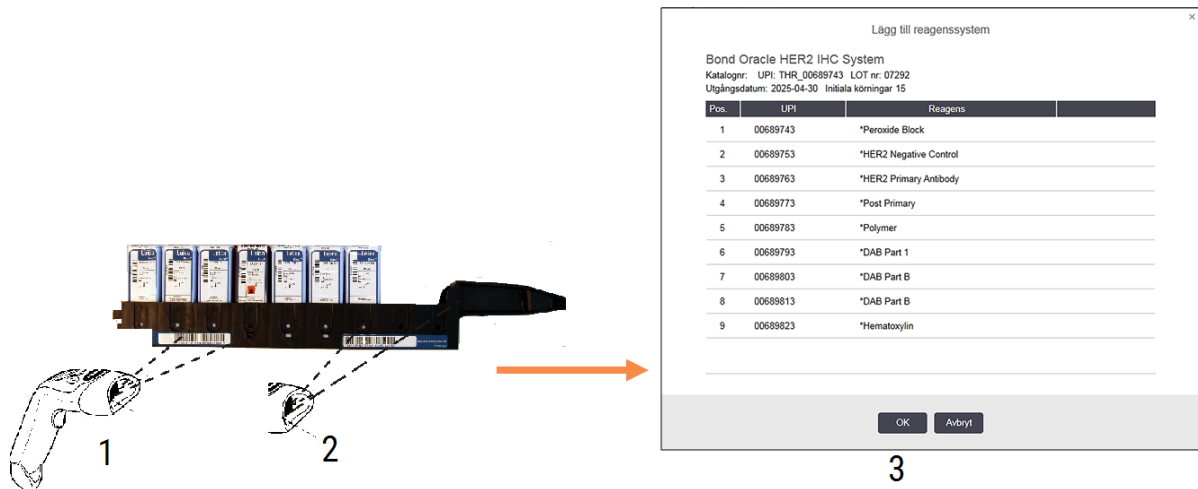 Lägg till reagenssystem
×
Bond Oracle HER2 IHC System
Katalognr: UPI: THR_00689743 LOT nr: 07292
Utgångsdatum: 2025-04-30 Initiala körningar 15
Pos. UPI Reagens
1 00689743 *Peroxide Block
2 00689753 *HER2 Negative Control
3 00689763 *HER2 Primary Antibody
4 00689773 *Post Primary
5 00689783 *Polymer
6 00689793 *DAB Part 1
7 00689803 *DAB Part B
8 00689813 *DAB Part B
9 00689823 *Hematoxylin
OK Avbryt
1
2
3